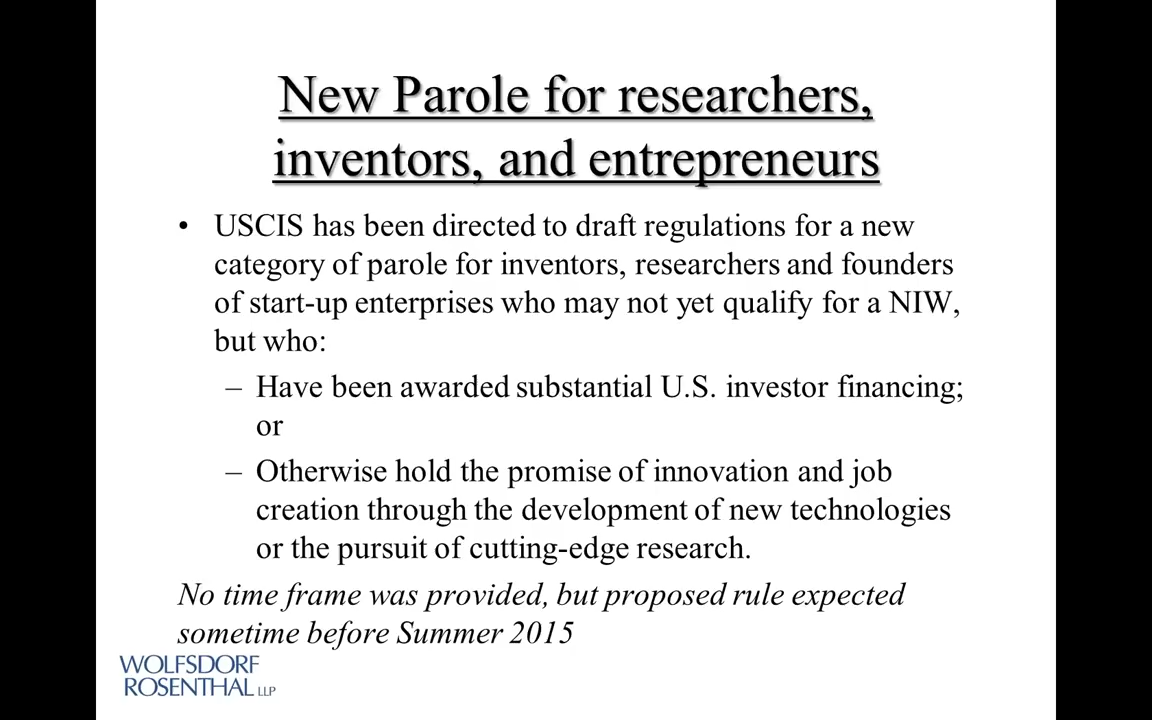 New Parole for researchers,
inventors, and entrepreneurs
• USCIS has been directed to draft regulations for a new
category of parole for inventors, researchers and founders
of start-up enterprises who may not yet qualify for a NIW,
but who:
– Have been awarded substantial U.S. investor financing;
or
– Otherwise hold the promise of innovation and job
creation through the development of new technologies
or the pursuit of cutting-edge research.
No time frame was provided, but proposed rule expected
sometime before Summer 2015
WOLFSDORF
ROSENTHAL LLP